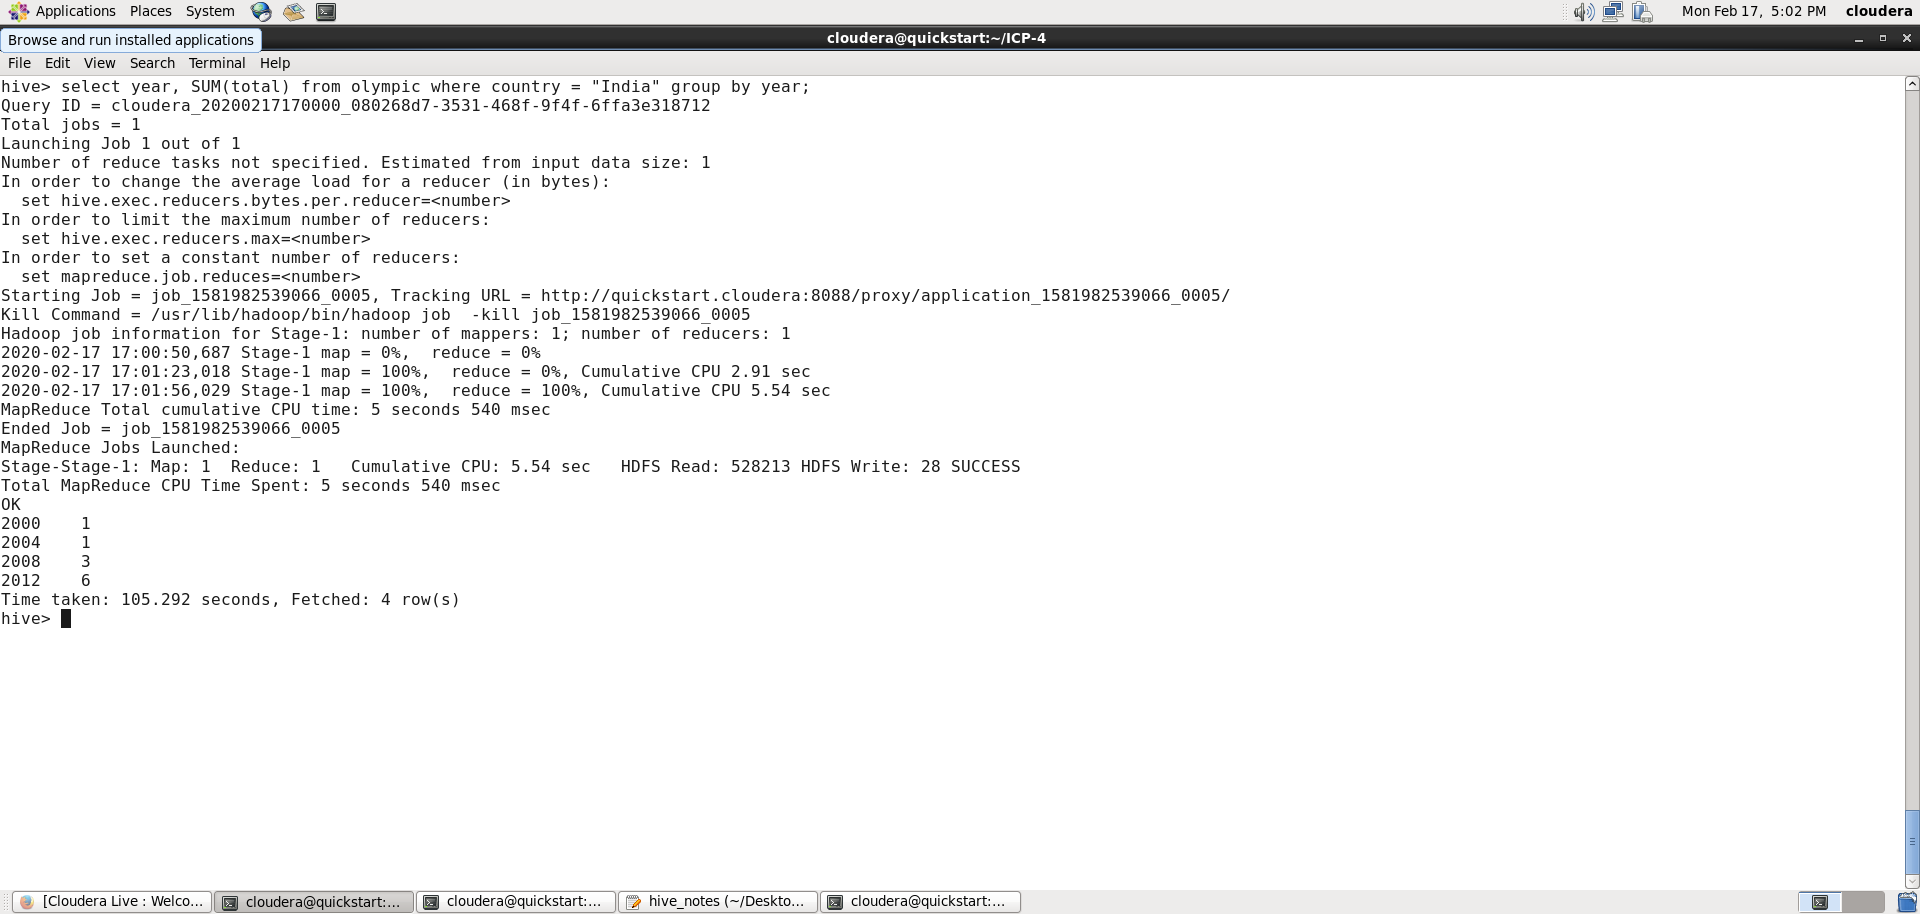 Applications Places System Mon Feb 17, 5:02 PM cloudera
Browse and run installed applications cloudera@quickstart:~/ICP-4
File Edit View Search Terminal Help
hive> select year, SUM(total) from olympic where country = "India" group by year;
Query ID = cloudera_20200217170000_080268d7-3531-468f-9f4f-6ffa3e318712
Total jobs = 1
Launching Job 1 out of 1
Number of reduce tasks not specified. Estimated from input data size: 1
In order to change the average load for a reducer (in bytes):
  set hive.exec.reducers.bytes.per.reducer=<number>
In order to limit the maximum number of reducers:
  set hive.exec.reducers.max=<number>
In order to set a constant number of reducers:
  set mapreduce.job.reduces=<number>
Starting Job = job_1581982539066_0005, Tracking URL = http://quickstart.cloudera:8088/proxy/application_1581982539066_0005/
Kill Command = /usr/lib/hadoop/bin/hadoop job  -kill job_1581982539066_0005
Hadoop job information for Stage-1: number of mappers: 1; number of reducers: 1
2020-02-17 17:00:50,687 Stage-1 map = 0%,  reduce = 0%
2020-02-17 17:01:23,018 Stage-1 map = 100%,  reduce = 0%, Cumulative CPU 2.91 sec
2020-02-17 17:01:56,029 Stage-1 map = 100%,  reduce = 100%, Cumulative CPU 5.54 sec
MapReduce Total cumulative CPU time: 5 seconds 540 msec
Ended Job = job_1581982539066_0005
MapReduce Jobs Launched:
Stage-Stage-1: Map: 1  Reduce: 1   Cumulative CPU: 5.54 sec   HDFS Read: 528213 HDFS Write: 28 SUCCESS
Total MapReduce CPU Time Spent: 5 seconds 540 msec
OK
2000    1
2004    1
2008    3
2012    6
Time taken: 105.292 seconds, Fetched: 4 row(s)
hive>
[Cloudera Live : Welco... cloudera@quickstart:... cloudera@quickstart:... hive_notes (~/Deskto... cloudera@quickstart:...